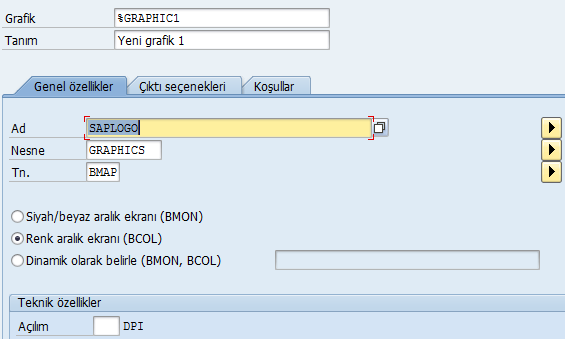 Grafik %GRAPHIC1
Tanım Yeni grafik 1
Genel özellikler Çıktı seçenekleri Koşullar
Ad SAPLOGO
Nesne GRAPHICS
Tn. BMAP
Siyah/beyaz aralık ekranı (BMON)
Renk aralık ekranı (BCOL)
Dinamik olarak belirle (BMON, BCOL)
Teknik özellikler
Açılım DPI